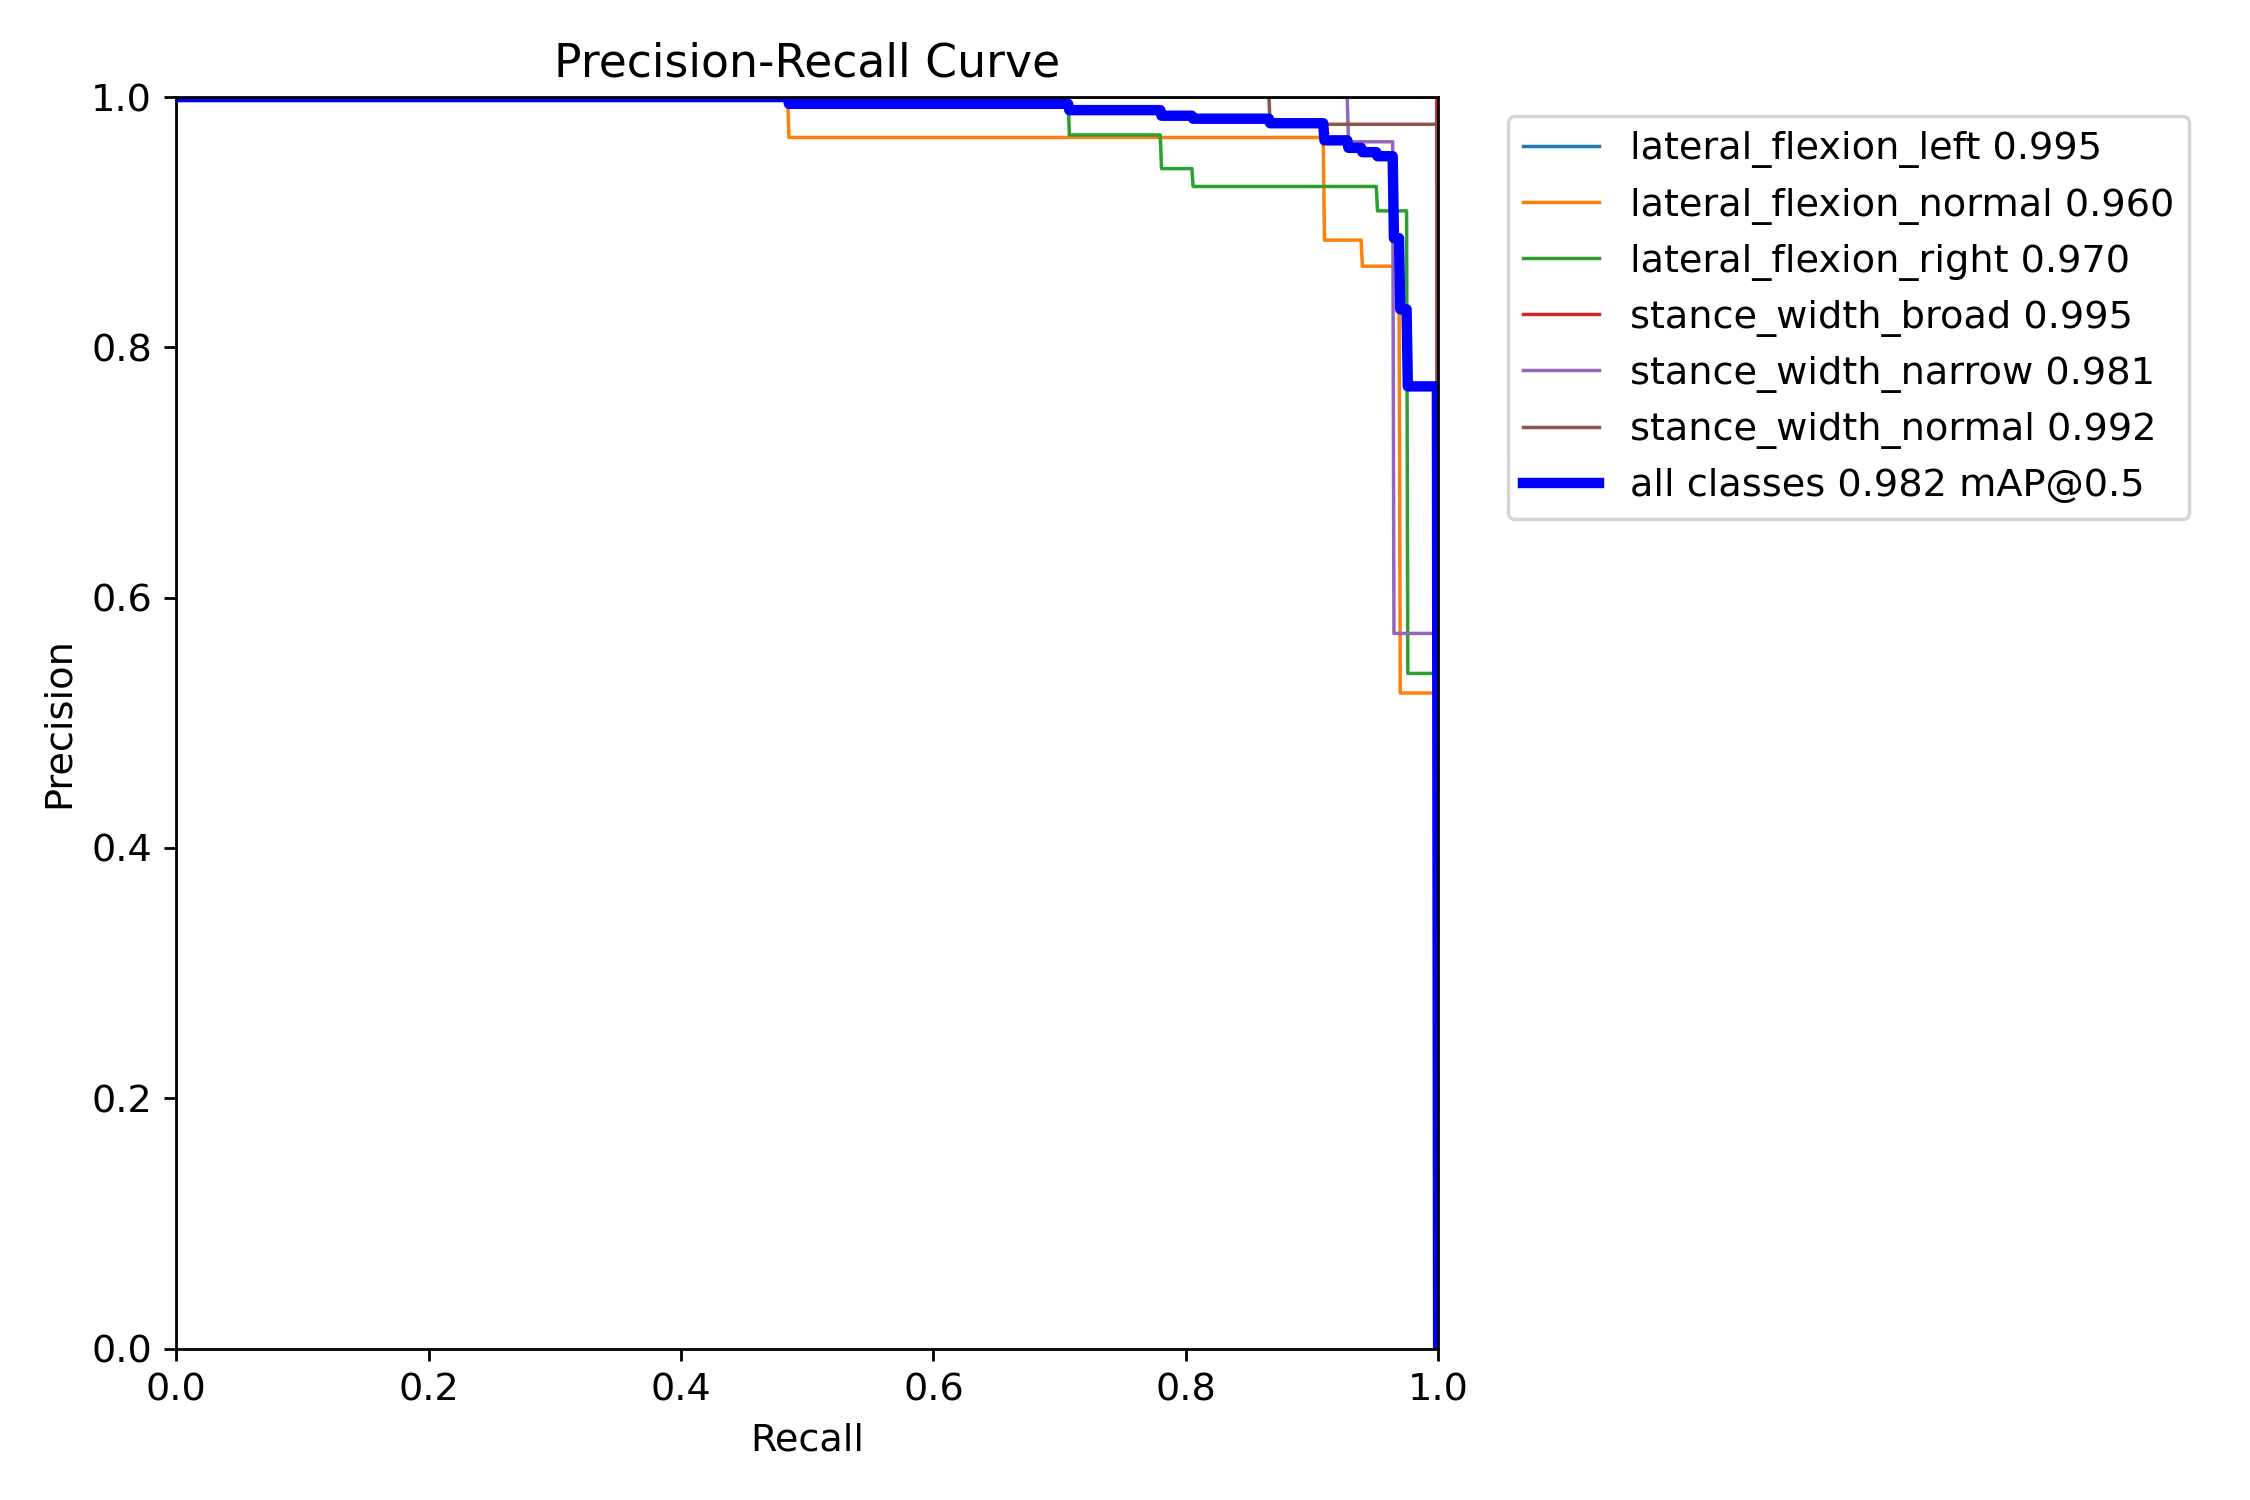 Precision-Recall Curve
1.0
0.8
0.6
0.4
0.2
0.0
Precision
0.0 0.2 0.4 0.6 0.8 1.0
Recall
lateral_flexion_left 0.995
lateral_flexion_normal 0.960
lateral_flexion_right 0.970
stance_width_broad 0.995
stance_width_narrow 0.981
stance_width_normal 0.992
all classes 0.982 mAP@0.5